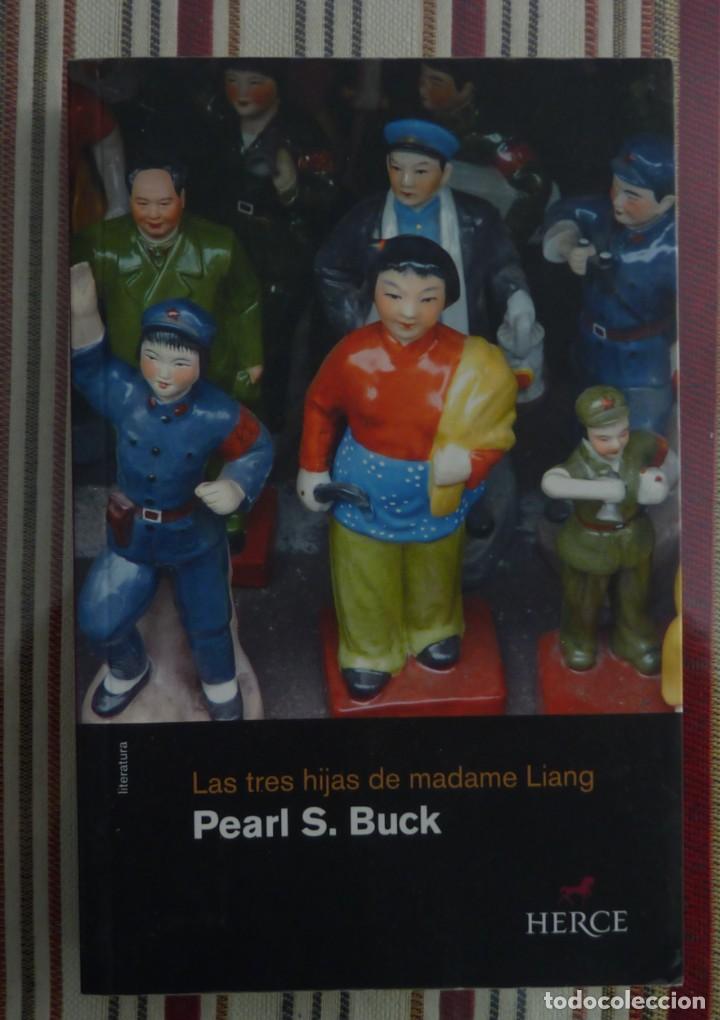 literatura
Las tres hijas de madame Liang
Pearl S. Buck
HERCE
todocoleccion